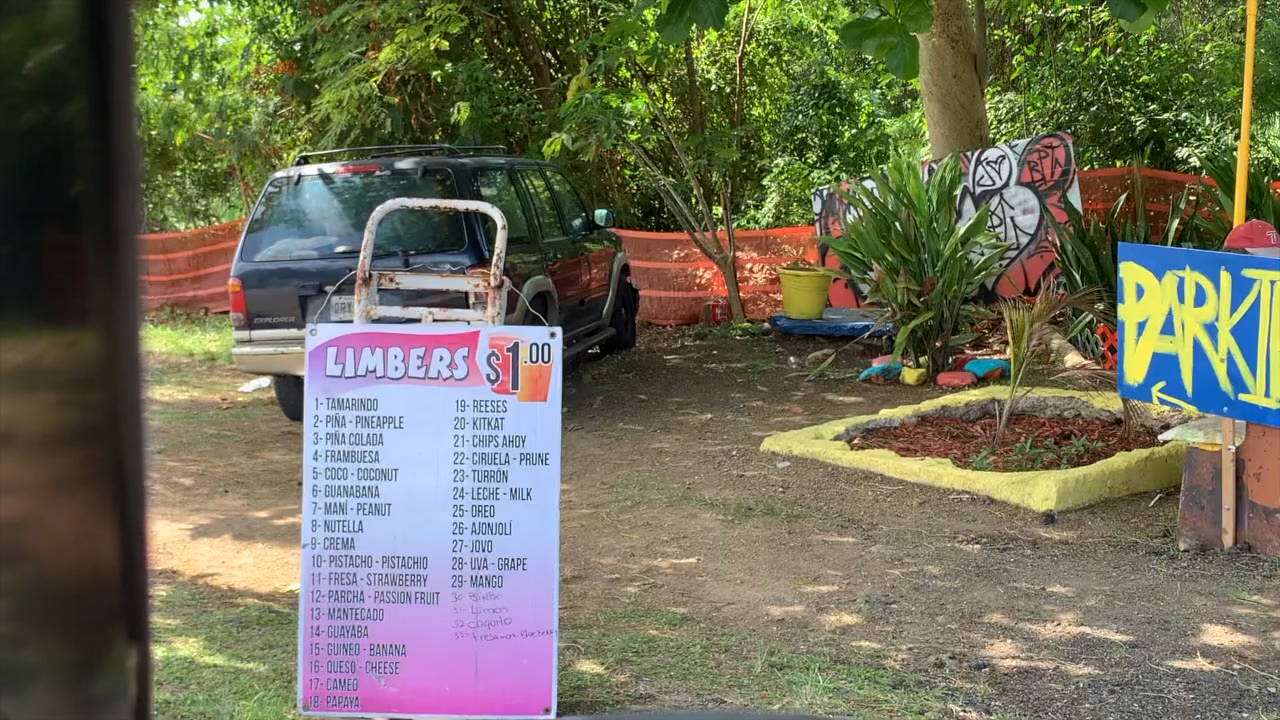 LIMBERS $1.00
1- TAMARINDO
2- PIÑA - PINEAPPLE
3- PIÑA COLADA
4- FRAMBUESA
5- COCO - COCONUT
6- GUANABANA
7- MANÍ - PEANUT
8- NUTELLA
9- CREMA
10- PISTACHO - PISTACHIO
11- FRESA - STRAWBERRY
12- PARCHA - PASSION FRUIT
13- MANTECADO
14- GUAYABA
15- GUINEO - BANANA
16- QUESO - CHEESE
17- CAMEO
18- PAPAYA
19- REESES
20- KITKAT
21- CHIPS AHOY
22- CIRUELA - PRUNE
23- TURRÓN
24- LECHE - MILK
25- OREO
26- AJONJOLÍ
27- JOVO
28- UVA - GRAPE
29- MANGO
30-
31- Limon
32- Coquito
33-
EXPLORER
PARKI